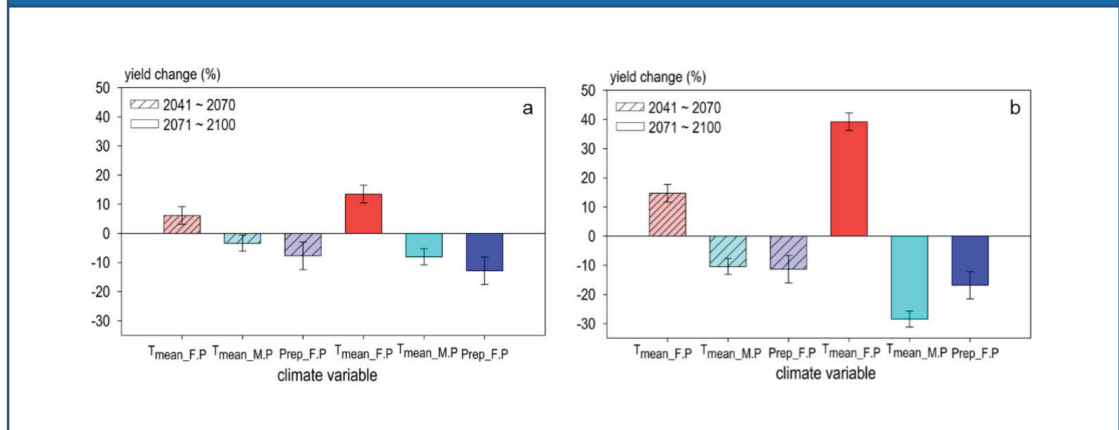 yield change (%)
50
40
30
20
10
0
-10
-20
-30
2041 ~ 2070
2071 ~ 2100
a
Tmean_F.P Tmean_M.P Prep_F.P Tmean_F.P Tmean_M.P Prep_F.P
climate variable
yield change (%)
50
40
30
20
10
0
-10
-20
-30
2041 ~ 2070
2071 ~ 2100
b
Tmean_F.P Tmean_M.P Prep_F.P Tmean_F.P Tmean_M.P Prep_F.P
climate variable